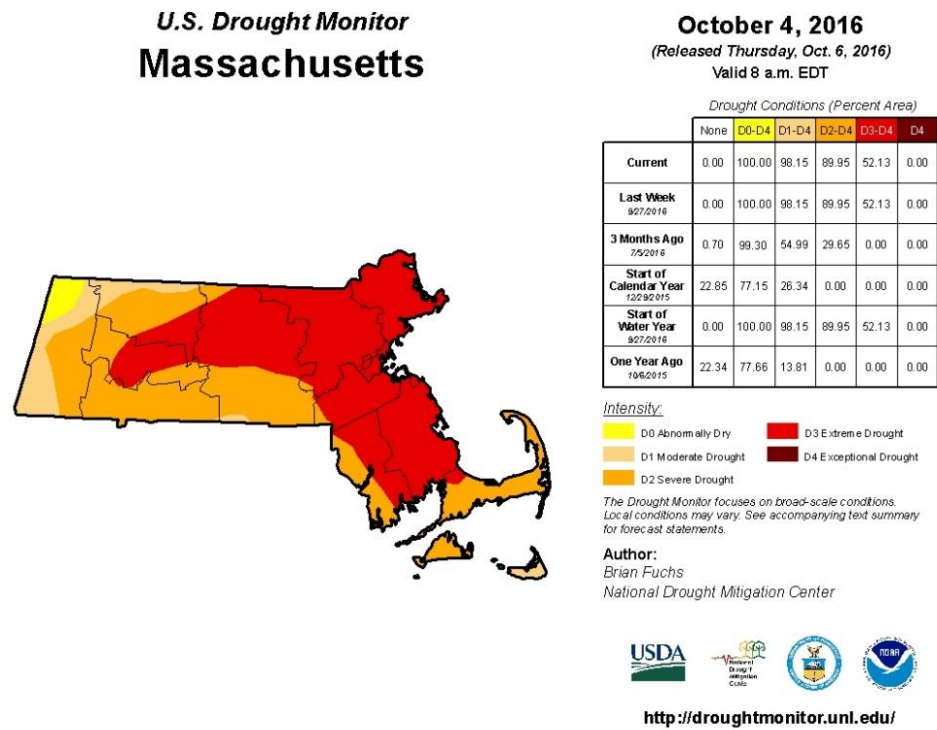 U.S. Drought Monitor
Massachusetts
October 4, 2016
(Released Thursday, Oct. 6, 2016)
Valid 8 a.m. EDT
Drought Conditions (Percent Area)
None D0-D4 D1-D4 D2-D4 D3-D4 D4
Current 0.00 100.00 98.15 89.95 52.13 0.00
Last Week
9/27/2016 0.00 100.00 98.15 89.95 52.13 0.00
3 Months Ago
7/5/2016 0.70 99.30 54.99 29.65 0.00 0.00
Start of
Calendar Year
12/29/2015 22.85 77.15 26.34 0.00 0.00 0.00
Start of
Water Year
9/27/2016 0.00 100.00 98.15 89.95 52.13 0.00
One Year Ago
10/6/2015 22.34 77.66 13.81 0.00 0.00 0.00
Intensity:
D0 Abnormally Dry
D1 Moderate Drought
D2 Severe Drought
D3 Extreme Drought
D4 Exceptional Drought
The Drought Monitor focuses on broad-scale conditions.
Local conditions may vary. See accompanying text summary
for forecast statements.
Author:
Brian Fuchs
National Drought Mitigation Center
USDA
National
Drought
Mitigation
Center
NOAA
http://droughtmonitor.unl.edu/